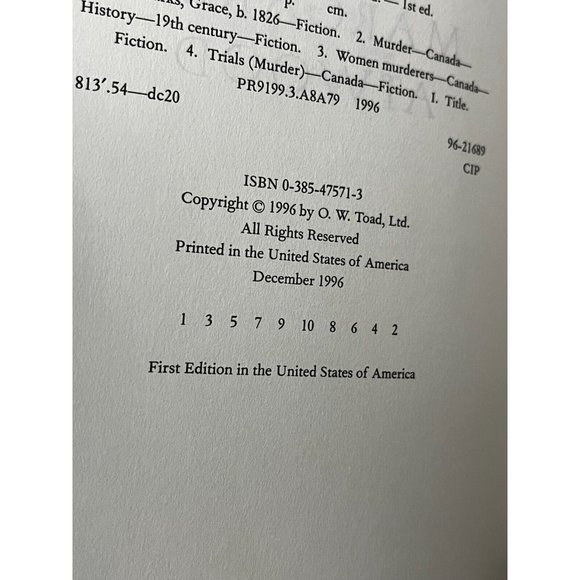 p. cm.
— 1st ed.
Grace, b. 1826—Fiction. 2. Murder—Canada—
History—19th century—Fiction. 3. Women murderers—Canada—
Fiction. 4. Trials (Murder)—Canada—Fiction. I. Title.
PR9199.3.A8A79 1996
813′.54—dc20
96-21689
CIP
ISBN 0-385-47571-3
Copyright © 1996 by O. W. Toad, Ltd.
All Rights Reserved
Printed in the United States of America
December 1996
1 3 5 7 9 10 8 6 4 2
First Edition in the United States of America